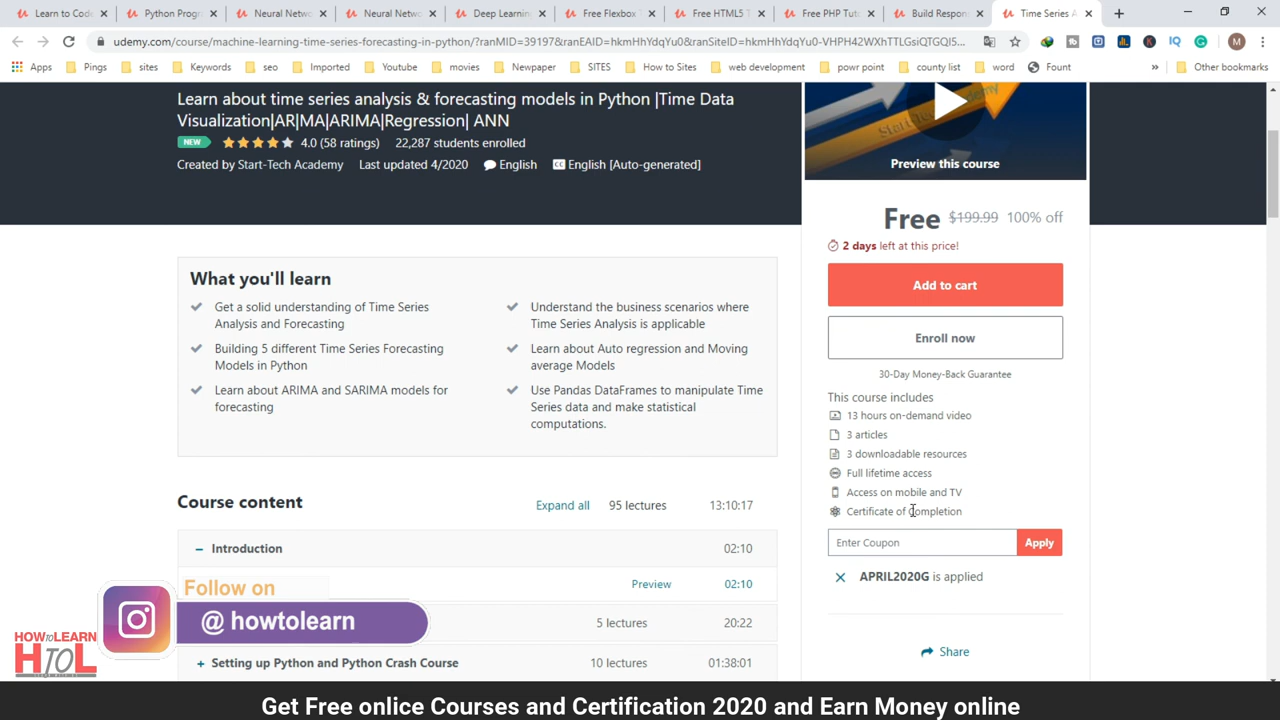 Learn to Code
Python Progr
Neural Netwo
Neural Netwo
Deep Learning
Free Flexbox T
Free HTML5 T
Free PHP Tuto
Build Respons
Time Series A
udemy.com/course/machine-learning-time-series-forecasting-in-python/?ranMID=39197&ranEAID=hkmHhYdqYu0&ranSiteID=hkmHhYdqYu0-VHPH42WXhTTLGsiQTGQJ5...
M
Apps
Pings
sites
Keywords
seo
Imported
Youtube
movies
Newpaper
SITES
How to Sites
web development
powr point
county list
word
Fount
»
Other bookmarks
Learn about time series analysis & forecasting models in Python |Time Data
Visualization|AR|MA|ARIMA|Regression| ANN
NEW 4.0 (58 ratings) 22,287 students enrolled
Created by Start-Tech Academy Last updated 4/2020 English English [Auto-generated]
Preview this course
Free $199.99 100% off
2 days left at this price!
Add to cart
Enroll now
30-Day Money-Back Guarantee
This course includes
13 hours on-demand video
3 articles
3 downloadable resources
Full lifetime access
Access on mobile and TV
Certificate of Completion
Enter Coupon Apply
APRIL2020G is applied
Share
What you'll learn
Get a solid understanding of Time Series
Analysis and Forecasting
Building 5 different Time Series Forecasting
Models in Python
Learn about ARIMA and SARIMA models for
forecasting
Understand the business scenarios where
Time Series Analysis is applicable
Learn about Auto regression and Moving
average Models
Use Pandas DataFrames to manipulate Time
Series data and make statistical
computations.
Course content Expand all 95 lectures 13:10:17
Introduction 02:10
Preview 02:10
5 lectures 20:22
Setting up Python and Python Crash Course 10 lectures 01:38:01
Follow on
@ howtolearn
HOW to LEARN
HTOL
Get Free onlice Courses and Certification 2020 and Earn Money online